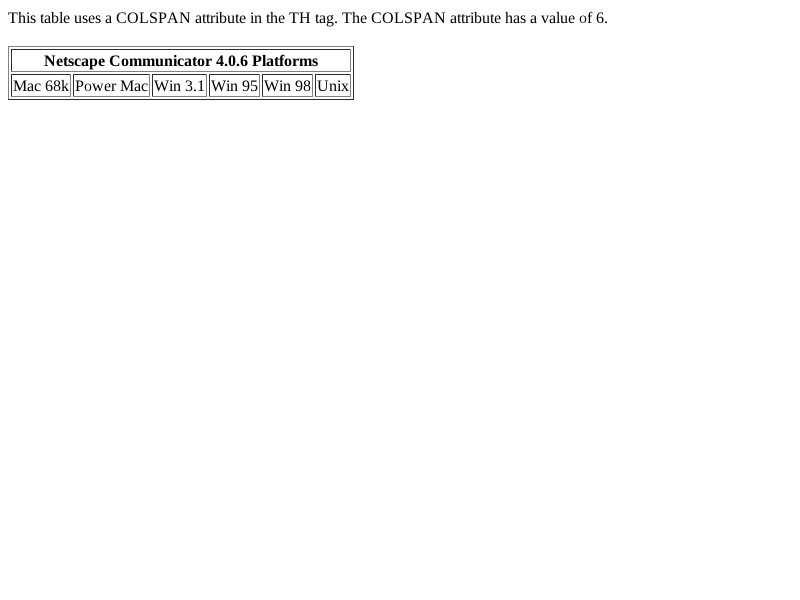 This table uses a COLSPAN attribute in the TH tag. The COLSPAN attribute has a value of 6.
Netscape Communicator 4.0.6 Platforms
Mac 68k Power Mac Win 3.1 Win 95 Win 98 Unix